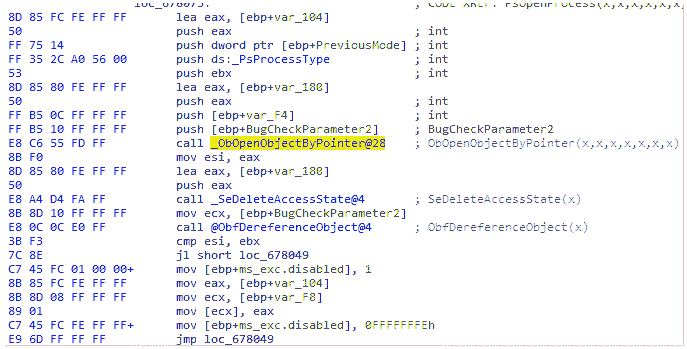 loc_678075: ; CODE XREF: PsOpenProcess(x,x,x,x,x,x,
8D 85 FC FE FF FF lea eax, [ebp+var_104]
50 push eax ; int
FF 75 14 push dword ptr [ebp+PreviousMode] ; int
FF 35 2C A0 56 00 push ds:_PsProcessType ; int
53 push ebx ; int
8D 85 80 FE FF FF lea eax, [ebp+var_180]
50 push eax ; int
FF B5 0C FF FF FF push [ebp+var_F4] ; int
FF B5 10 FF FF FF push [ebp+BugCheckParameter2] ; BugCheckParameter2
E8 C6 55 FD FF call _ObOpenObjectByPointer@28 ; ObOpenObjectByPointer(x,x,x,x,x,x,x)
8B F0 mov esi, eax
8D 85 80 FE FF FF lea eax, [ebp+var_180]
50 push eax
E8 A4 D4 FA FF call _SeDeleteAccessState@4 ; SeDeleteAccessState(x)
8B 8D 10 FF FF FF mov ecx, [ebp+BugCheckParameter2]
E8 0C 0C E0 FF call @ObfDereferenceObject@4 ; ObfDereferenceObject(x)
3B F3 cmp esi, ebx
7C 8E jl short loc_678049
C7 45 FC 01 00 00+ mov [ebp+ms_exc.disabled], 1
8B 85 FC FE FF FF mov eax, [ebp+var_104]
8B 8D 08 FF FF FF mov ecx, [ebp+var_F8]
89 01 mov [ecx], eax
C7 45 FC FE FF FF+ mov [ebp+ms_exc.disabled], 0FFFFFFFEh
E9 6D FF FF FF jmp loc_678049